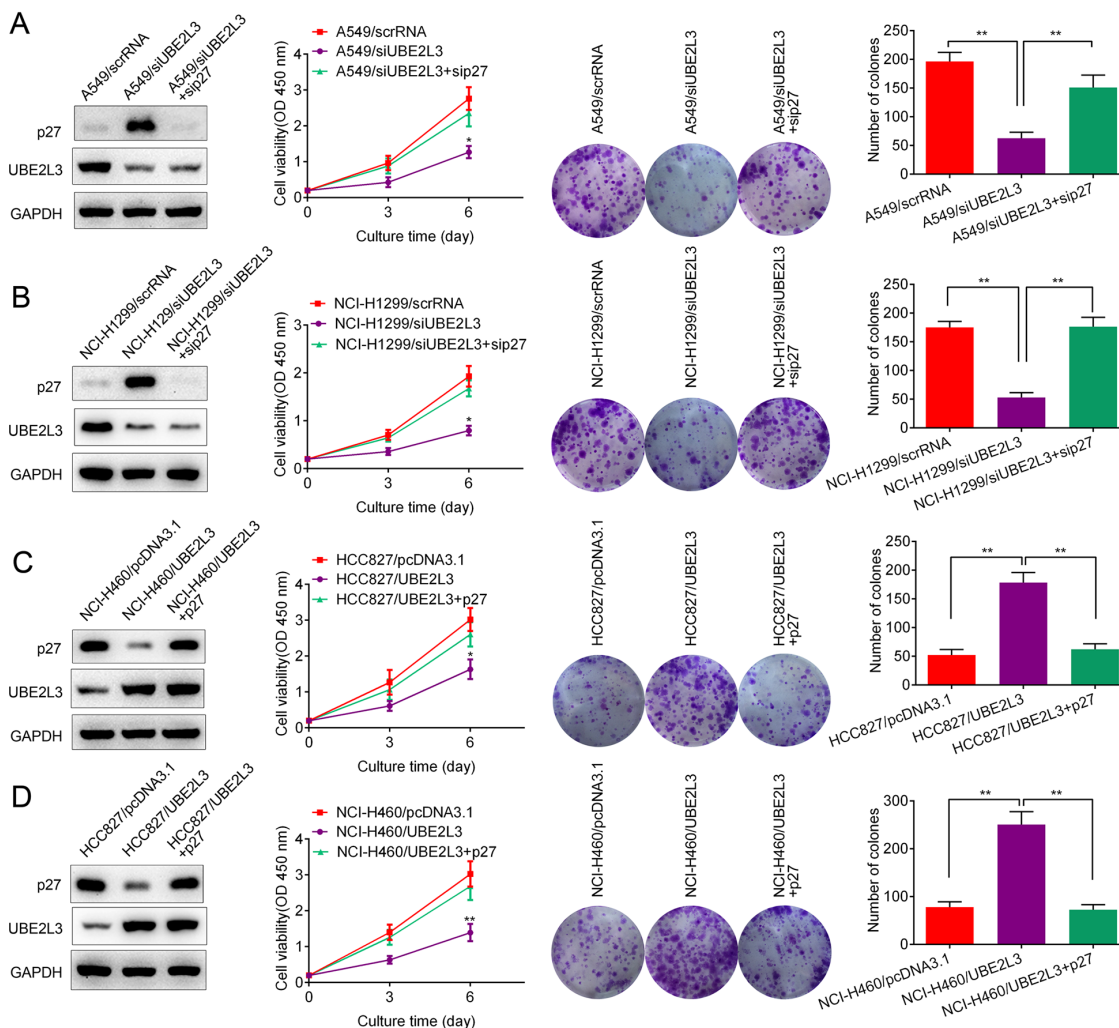 A
A549/scrRNA
A549/siUBE2L3
A549/siUBE2L3
+sip27
p27
UBE2L3
GAPDH
A549/scrRNA
A549/siUBE2L3
A549/siUBE2L3+sip27
Cell viability(OD 450 nm)
4
3
2
1
0
*
0
3
6
Culture time (day)
A549/scrRNA
A549/siUBE2L3
A549/siUBE2L3
+sip27
Number of colones
250
200
150
100
50
0
**
**
A549/scrRNA
A549/siUBE2L3
A549/siUBE2L3+sip27
B
NCI-H1299/scrRNA
NCI-H129/siUBE2L3
NCI-H1299/siUBE2L3
+sip27
p27
UBE2L3
GAPDH
NCI-H1299/scrRNA
NCI-H1299/siUBE2L3
NCI-H1299/siUBE2L3+sip27
Cell viability(OD 450 nm)
3
2
1
0
*
0
3
6
Culture time (day)
NCI-H1299/scrRNA
NCI-H1299/siUBE2L3
NCI-H1299/siUBE2L3
+sip27
Number of colones
250
200
150
100
50
0
**
**
NCI-H1299/scrRNA
NCI-H1299/siUBE2L3
NCI-H1299/siUBE2L3+sip27
C
NCI-H460/pcDNA3.1
NCI-H460/UBE2L3
NCI-H460/UBE2L3
+p27
p27
UBE2L3
GAPDH
HCC827/pcDNA3.1
HCC827/UBE2L3
HCC827/UBE2L3+p27
Cell viability(OD 450 nm)
4
3
2
1
0
*
0
3
6
Culture time (day)
HCC827/pcDNA3.1
HCC827/UBE2L3
HCC827/UBE2L3
+p27
Number of colones
250
200
150
100
50
0
**
**
HCC827/pcDNA3.1
HCC827/UBE2L3
HCC827/UBE2L3+p27
D
HCC827/pcDNA3.1
HCC827/UBE2L3
HCC827/UBE2L3
+p27
p27
UBE2L3
GAPDH
NCI-H460/pcDNA3.1
NCI-H460/UBE2L3
NCI-H460/UBE2L3+p27
Cell viability(OD 450 nm)
4
3
2
1
0
**
0
3
6
Culture time (day)
NCI-H460/pcDNA3.1
NCI-H460/UBE2L3
NCI-H460/UBE2L3
+p27
Number of colones
300
200
100
0
**
**
NCI-H460/pcDNA3.1
NCI-H460/UBE2L3
NCI-H460/UBE2L3+p27